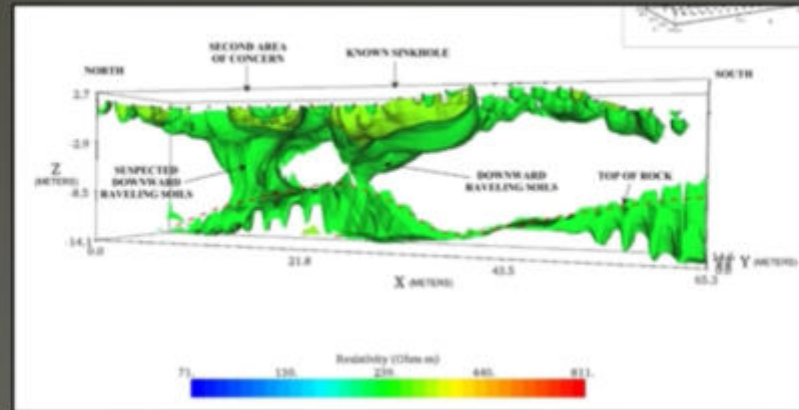 SECOND AREA
OF CONCERN
KNOWN SINKHOLE
NORTH
SOUTH
2.7
-2.9
Z
(METERS)
-8.5
-14.1
SUSPECTED
DOWNWARD
RAVELING SOILS
DOWNWARD
RAVELING SOILS
TOP OF ROCK
0.0
21.8
43.5
65.3
X (METERS)
Y (METERS)
Resistivity (Ohm-m)
71. 130. 239. 440. 811.